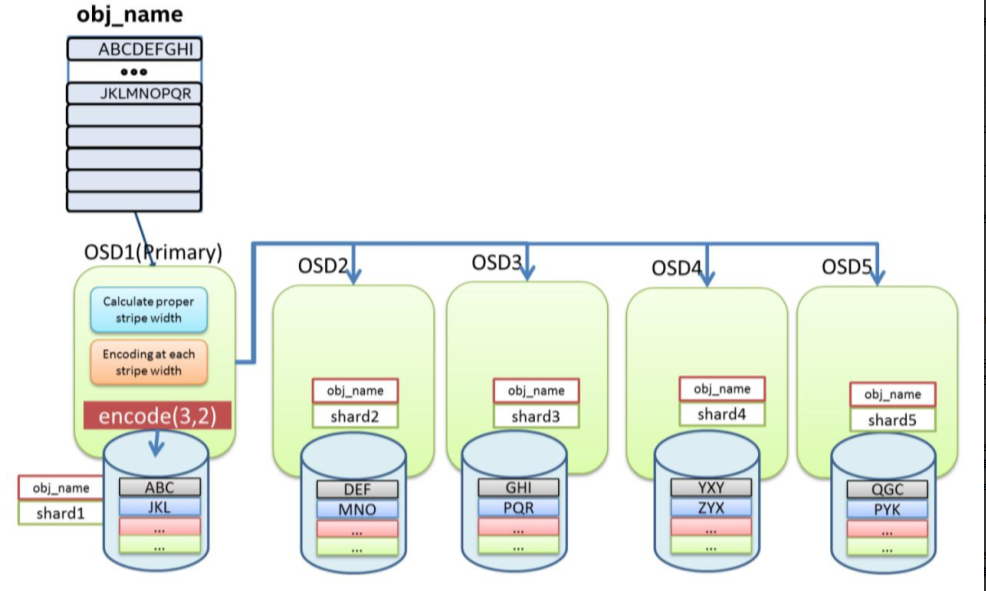 obj_name
ABCDEFGHI
ooo
JKLMNOPQR
OSD1(Primary)
Calculate proper
stripe width
Encoding at each
stripe width
encode(3,2)
obj_name
shard1
ABC
JKL
...
...
OSD2
obj_name
shard2
DEF
MNO
...
...
OSD3
obj_name
shard3
GHI
PQR
...
...
OSD4
obj_name
shard4
YXY
ZYX
...
...
OSD5
obj_name
shard5
QGC
PYK
...
...